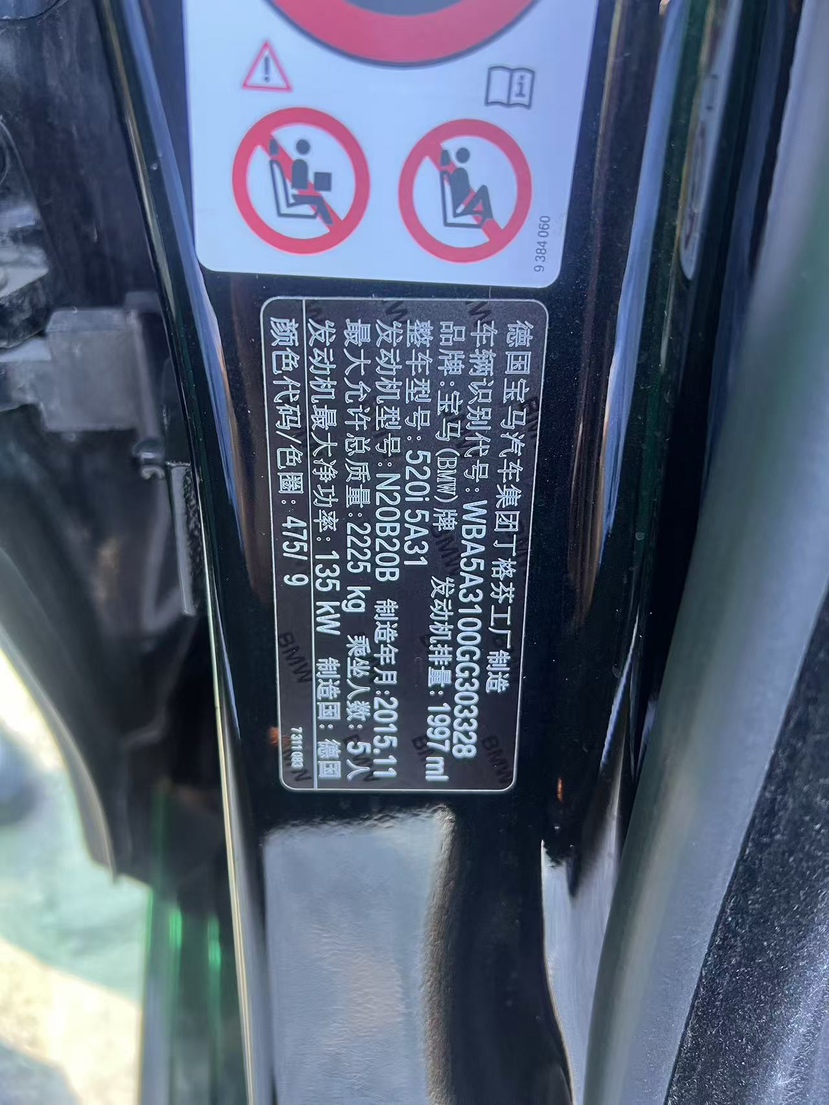 9 384 060
德国宝马汽车集团丁格芬工厂制造
车辆识别代号:WBA5A3100GG303328
品牌:宝马(BMW)牌 发动机排量:1997 ml
整车型号:520i 5A31
发动机型号:N20B20B 制造年月:2015.11
最大允许总质量:2225 kg 乘坐人数:5人
发动机最大净功率:135 kW 制造国:德国
颜色代码/色圈:475/ 9
7311 083